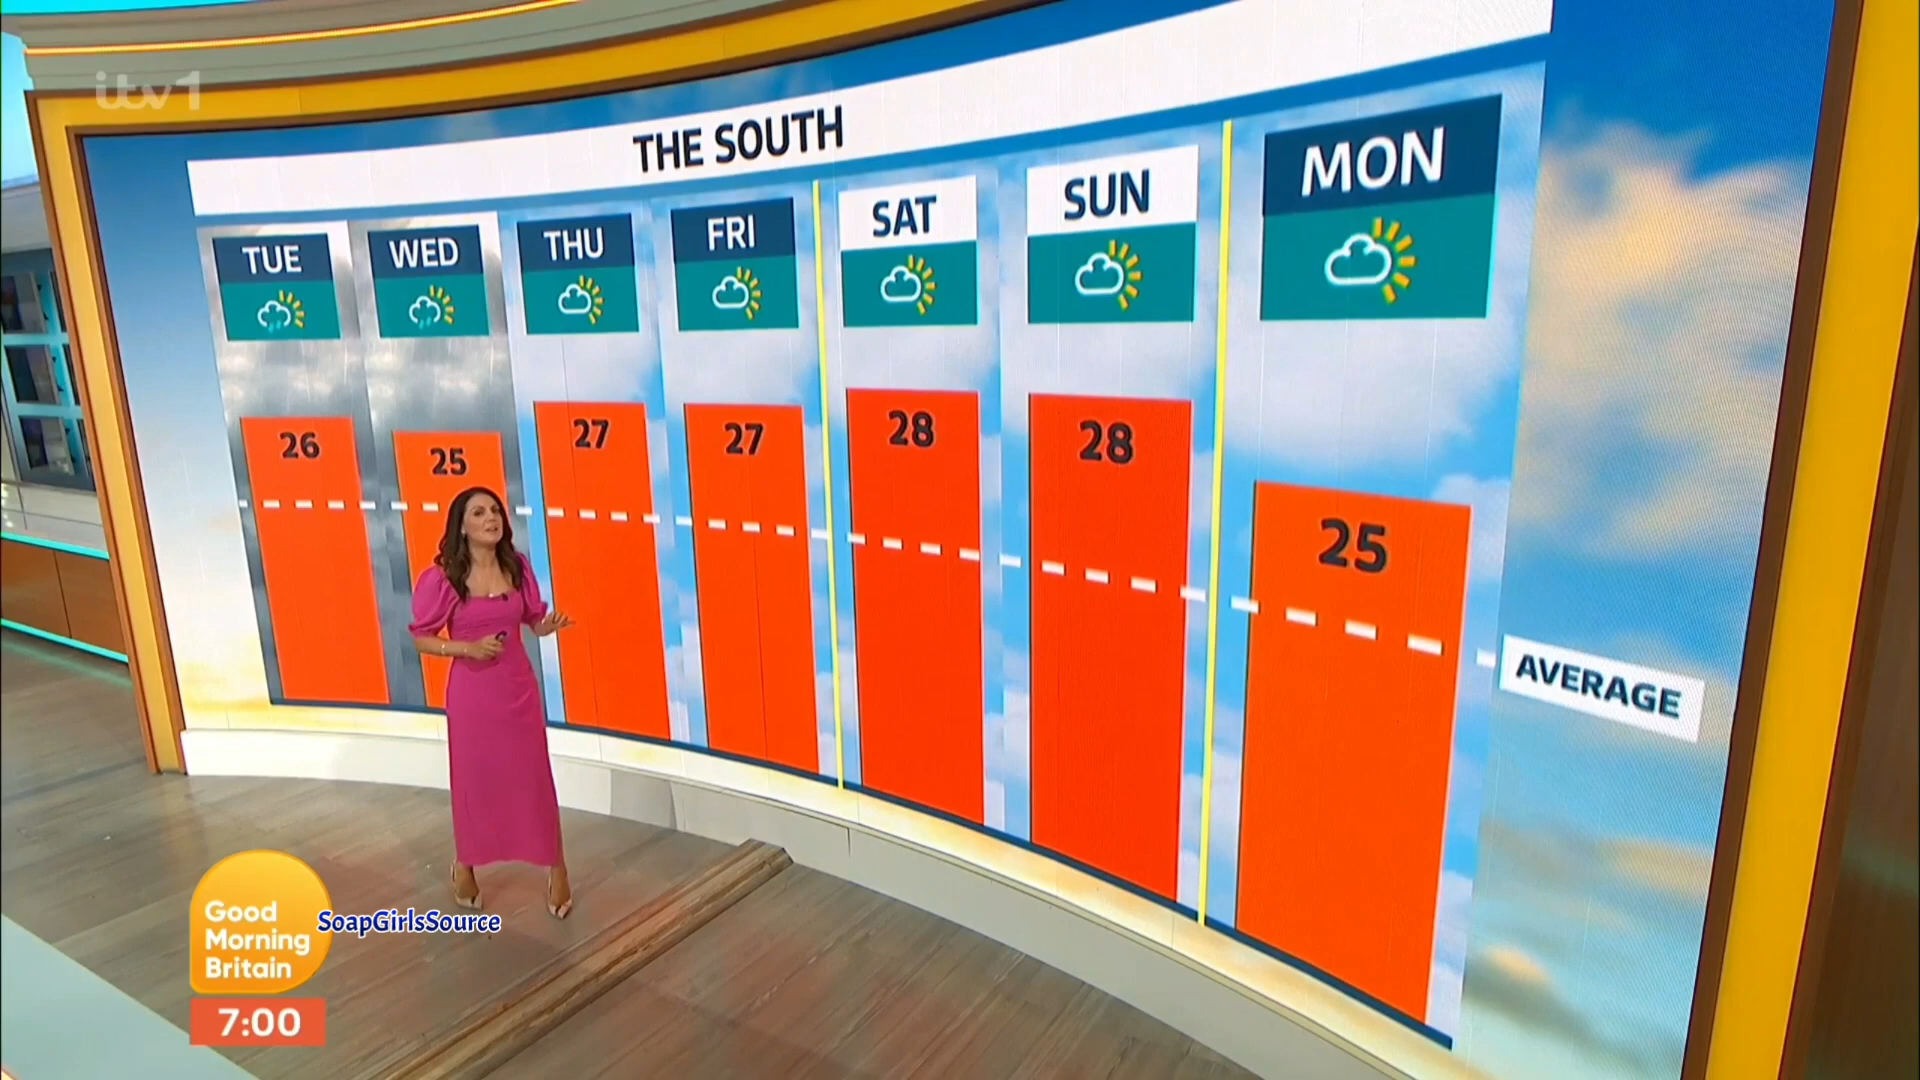 itv1
THE SOUTH
TUE
WED
THU
FRI
SAT
SUN
MON
26
25
27
27
28
28
25
AVERAGE
Good
Morning
Britain
SoapGirlsSource
7:00